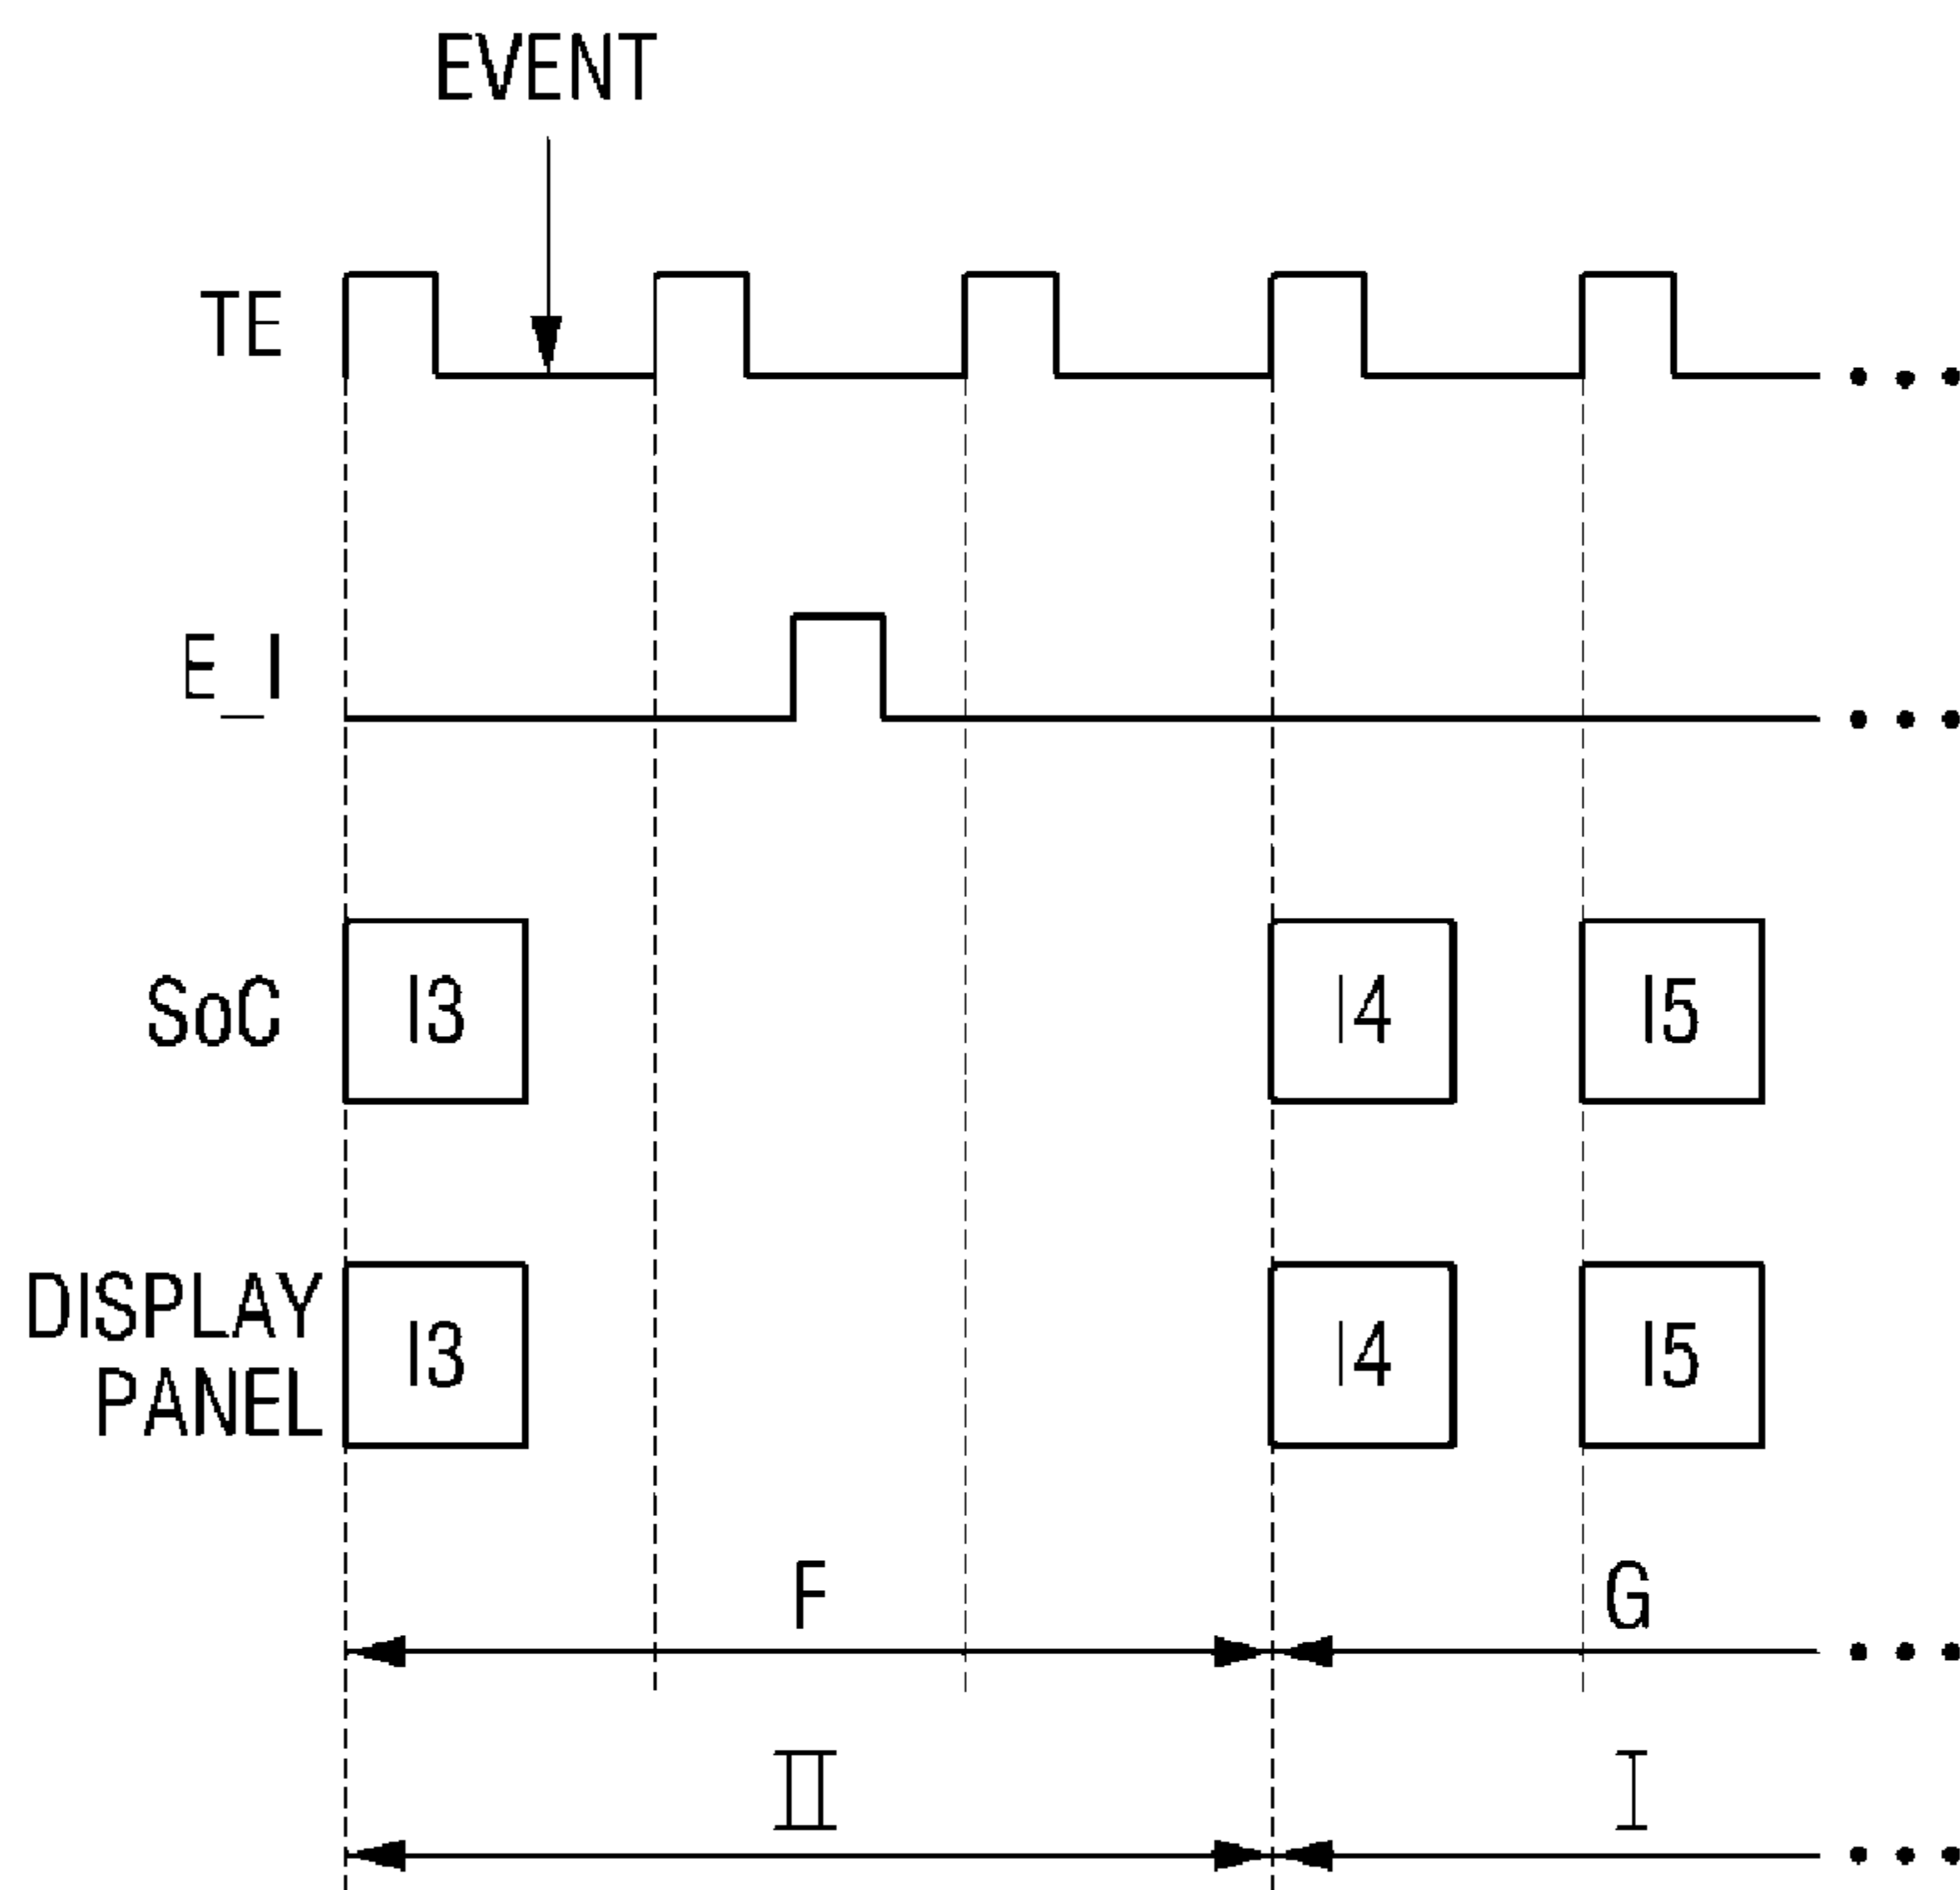 EVENT
TE
E_I
SoC I3 I4 I5
DISPLAY
PANEL
I3 I4 I5
F G
II I